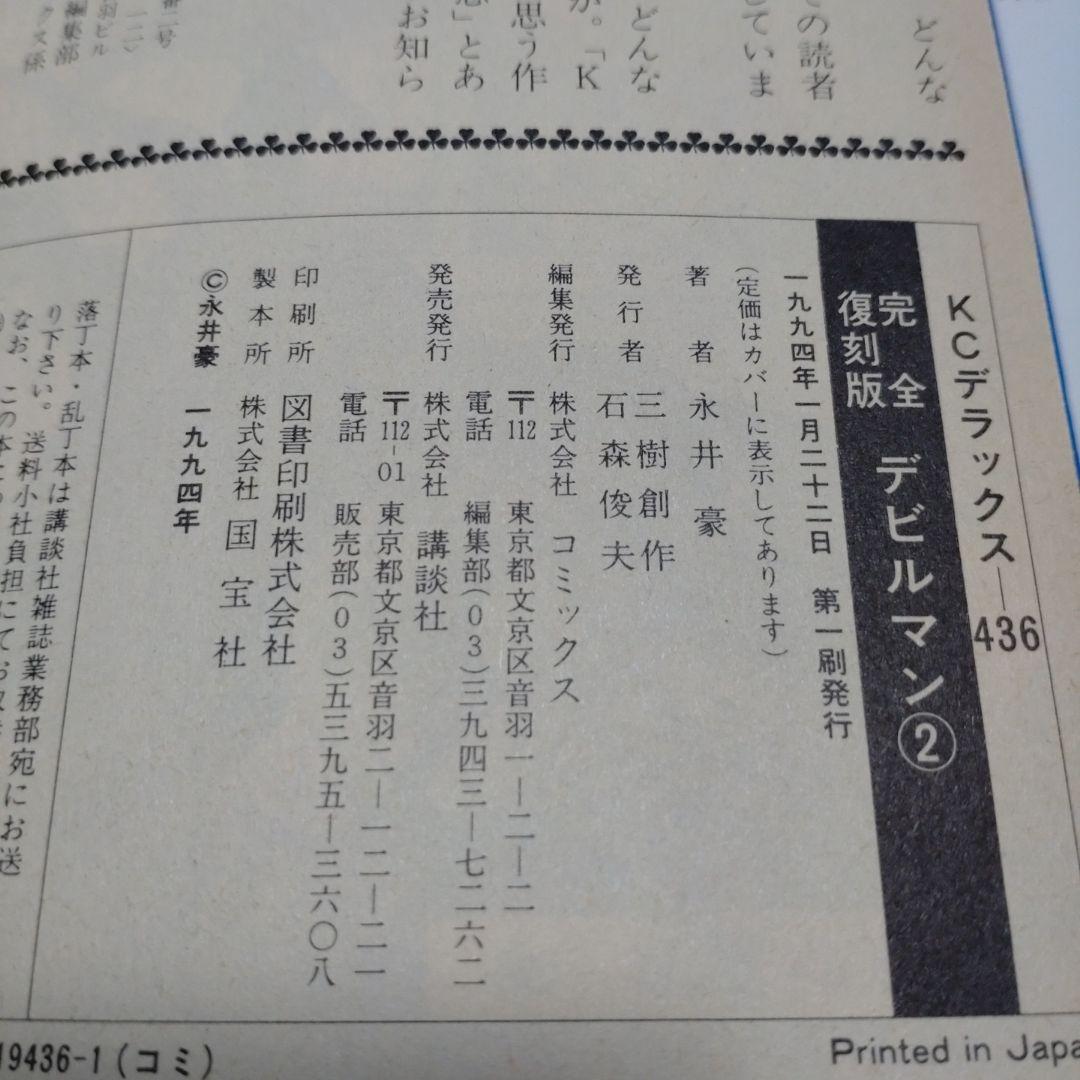 どんな
の読者
していま
どんな
か。「K
思う作
」とあ
お知ら
編集部
KCデラックス—436
完全
復刻版
デビルマン②
一九九四年一月二十二日　第一刷発行
（定価はカバーに表示してあります）
著者　永井豪
発行者　三樹創作
石森俊夫
編集発行　株式会社　コミックス
〒112　東京都文京区音羽一—二—二
電話　編集部（03）三九四三—七二六二
発売発行　株式会社　講談社
〒112-01　東京都文京区音羽二—一二—二一
電話　販売部（03）五三九五—三六〇八
印刷所　図書印刷株式会社
製本所　株式会社　国宝社
©永井豪　一九九四年
落丁本・乱丁本は講談社雑誌業務部宛にお送
り下さい。送料小社負担にてお取
なお、この本に
19436-1（コミ）
Printed in Japa